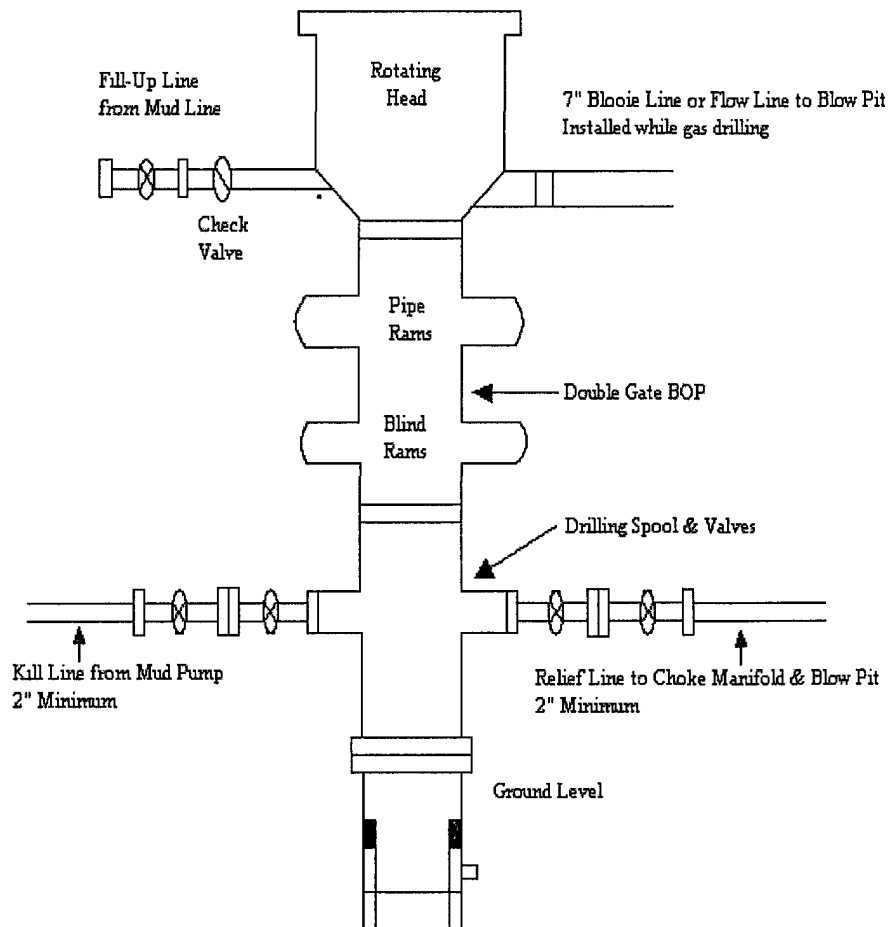 Fill-Up Line
from Mud Line
Rotating
Head
7" Blooie Line or Flow Line to Blow Pit
Installed while gas drilling
Check
Valve
Pipe
Rams
Double Gate BOP
Blind
Rams
Drilling Spool & Valves
Kill Line from Mud Pump
2" Minimum
Relief Line to Choke Manifold & Blow Pit
2" Minimum
Ground Level